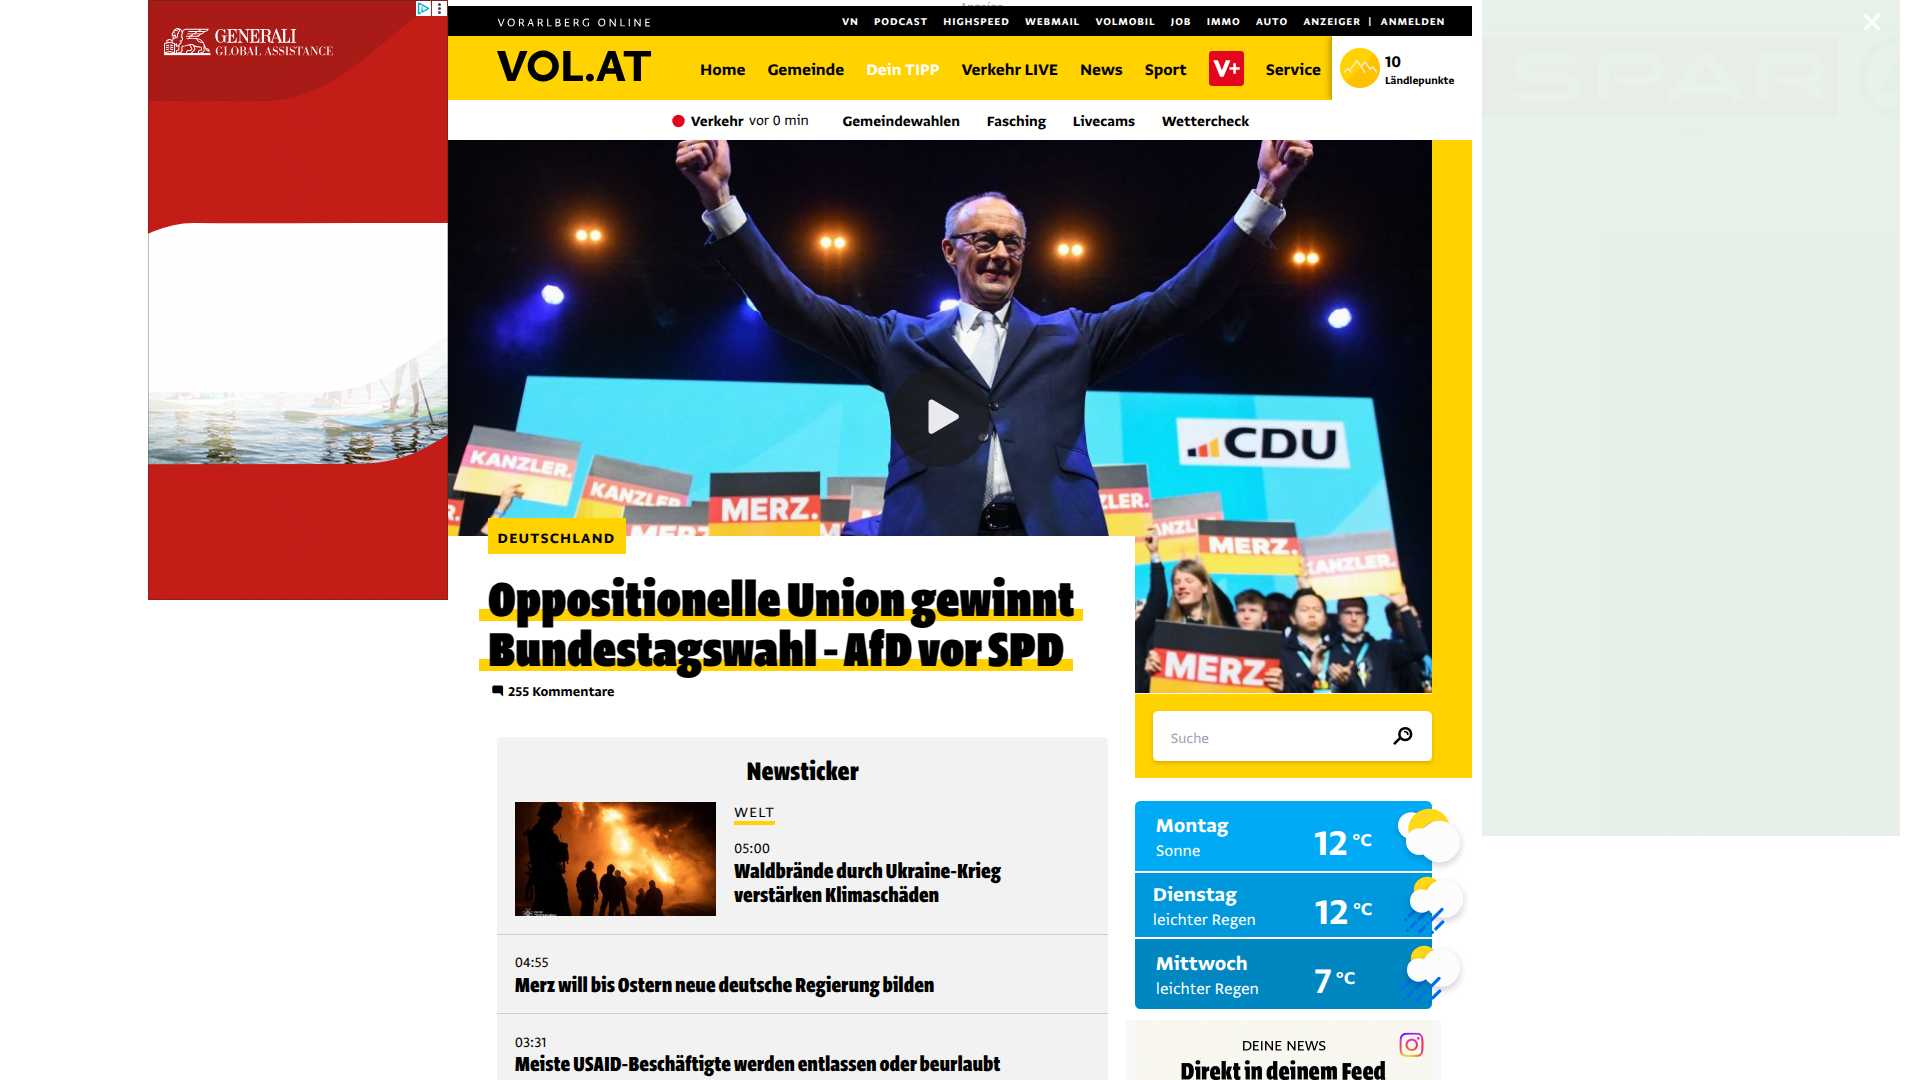 Anzeige
GENERALI
GLOBAL ASSISTANCE
VORARLBERG ONLINE
VN PODCAST HIGHSPEED WEBMAIL VOLMOBIL JOB IMMO AUTO ANZEIGER | ANMELDEN
VOL.AT
Home Gemeinde Dein TIPP Verkehr LIVE News Sport V+ Service
10
Ländlepunkte
Verkehr vor 0 min Gemeindewahlen Fasching Livecams Wettercheck
SPAR
CDU
KANZLER.
KANZLER.
MERZ.
MERZ.
MERZ.
KANZLER.
MERZ.
DEUTSCHLAND
Oppositionelle Union gewinnt
Bundestagswahl - AfD vor SPD
255 Kommentare
Suche
Newsticker
WELT
05:00
Waldbrände durch Ukraine-Krieg
verstärken Klimaschäden
04:55
Merz will bis Ostern neue deutsche Regierung bilden
03:31
Meiste USAID-Beschäftigte werden entlassen oder beurlaubt
Montag
Sonne
12 °C
Dienstag
leichter Regen
12 °C
Mittwoch
leichter Regen
7 °C
DEINE NEWS
Direkt in deinem Feed